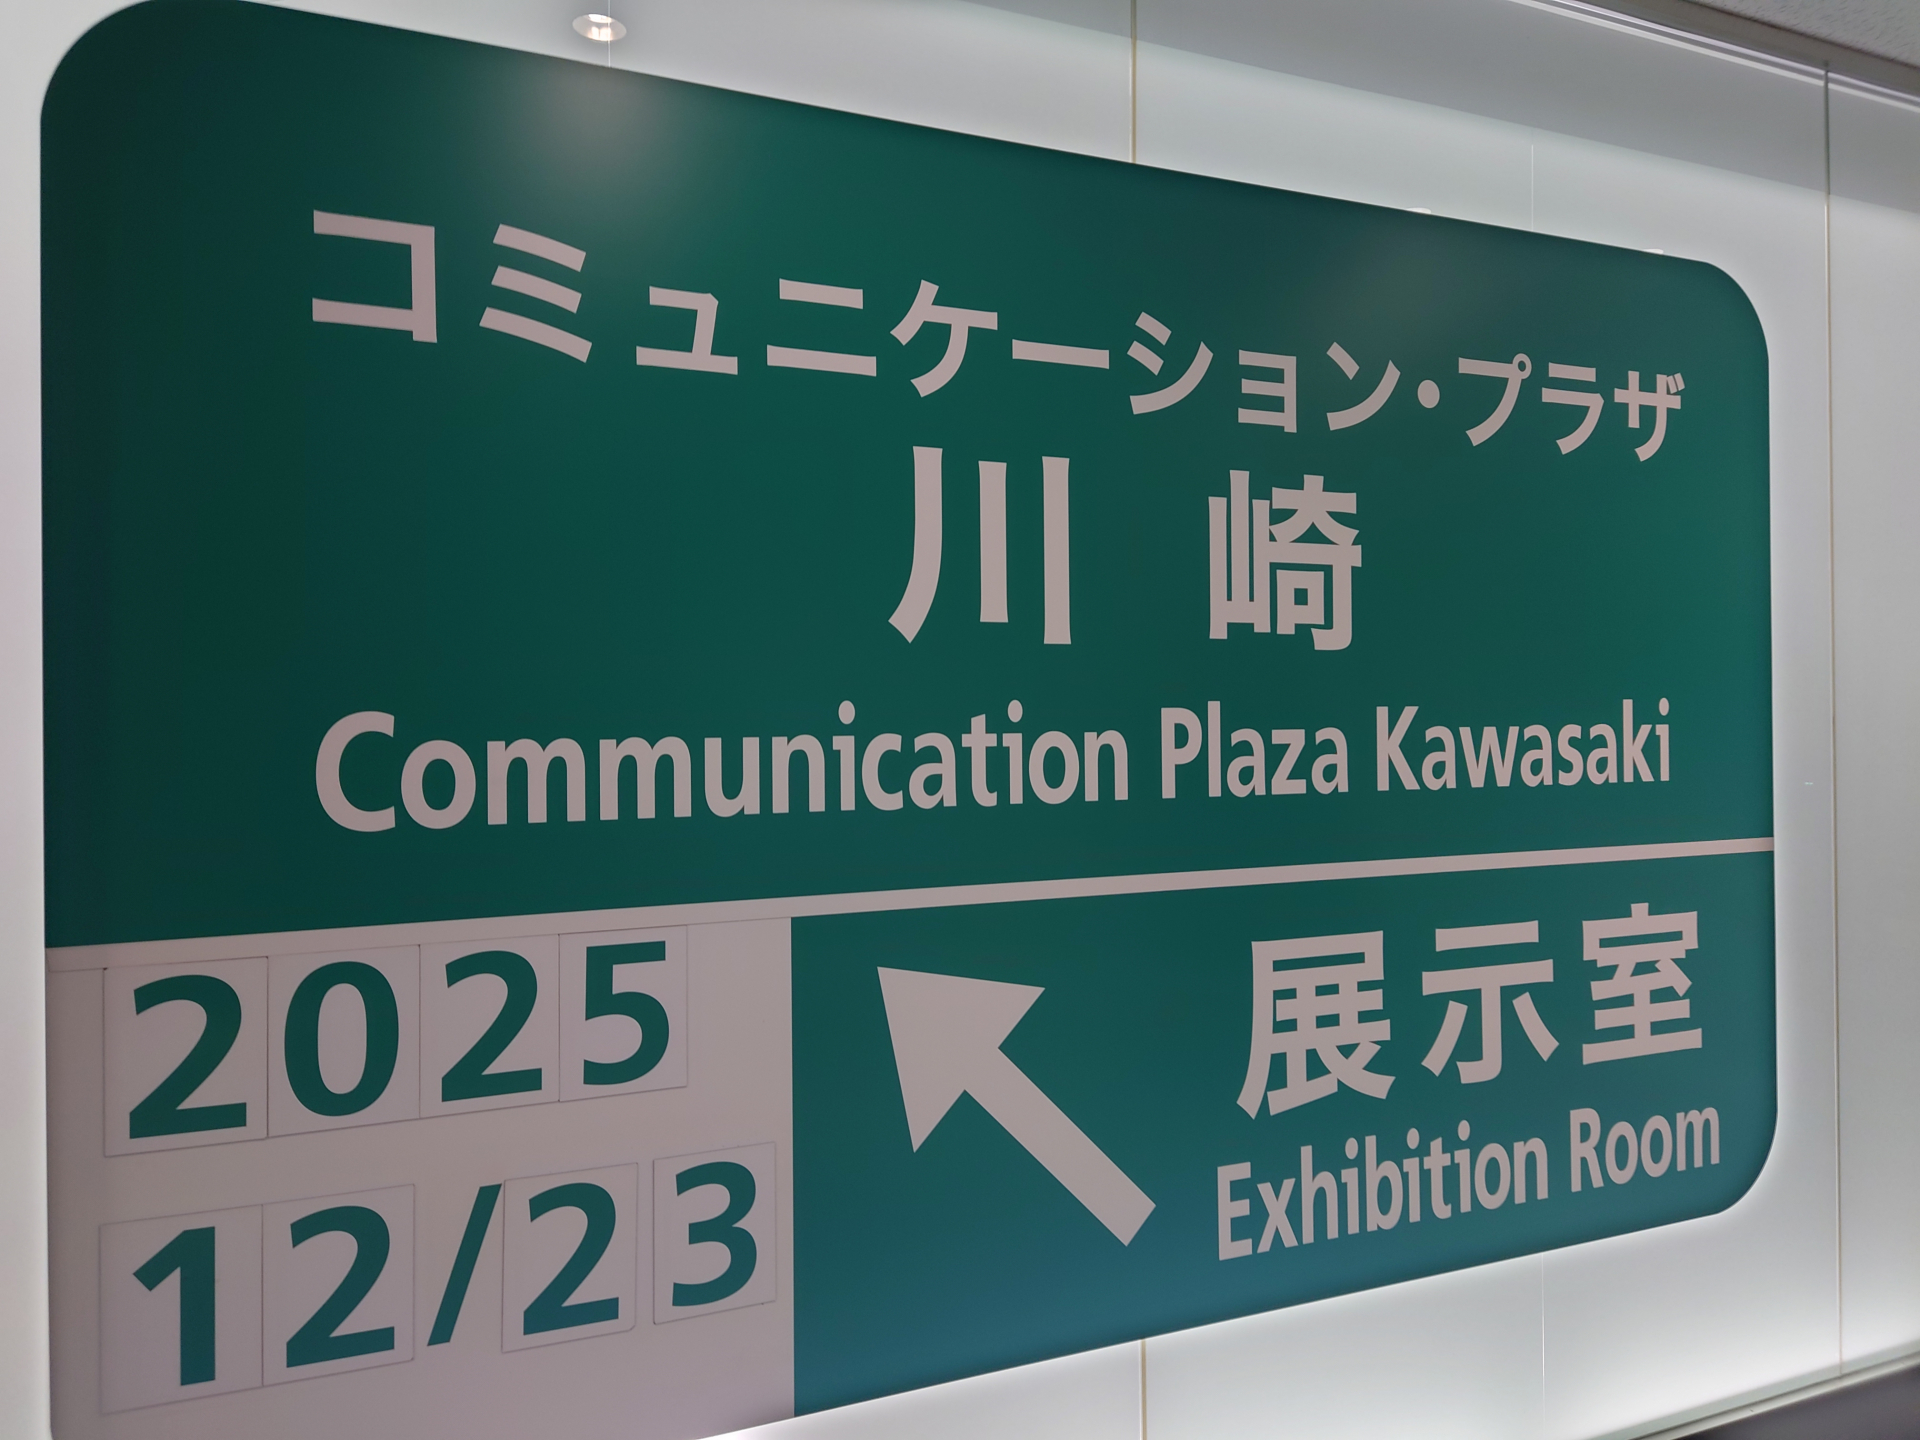 コミュニケーション・プラザ
川崎
Communication Plaza Kawasaki
2025
12/23
展示室
Exhibition Room